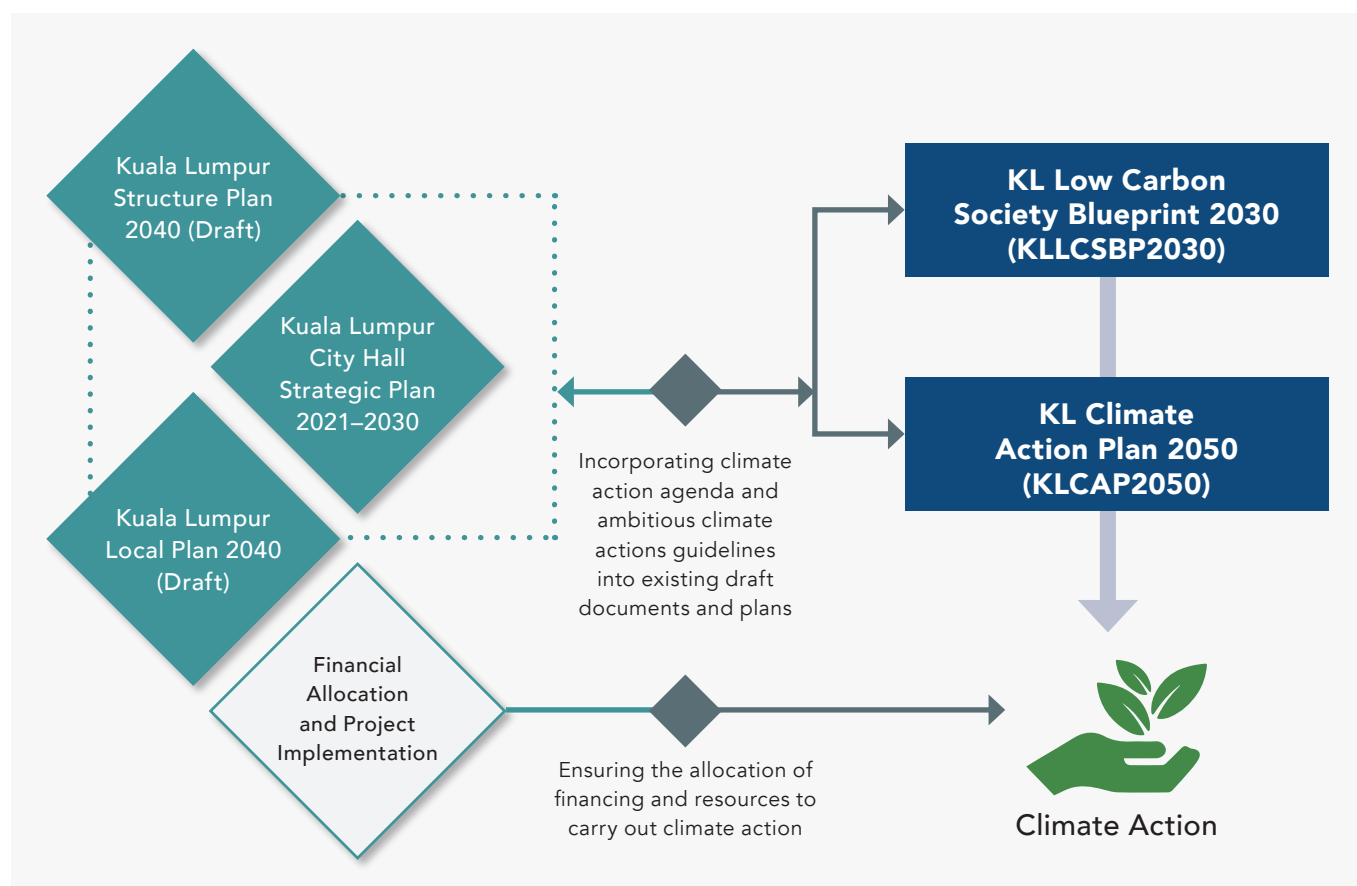 Kuala Lumpur
Structure Plan
2040 (Draft)
Kuala Lumpur
City Hall
Strategic Plan
2021–2030
Kuala Lumpur
Local Plan 2040
(Draft)
Financial
Allocation
and Project
Implementation
Incorporating climate
action agenda and
ambitious climate
actions guidelines
into existing draft
documents and plans
Ensuring the allocation of
financing and resources to
carry out climate action
KL Low Carbon
Society Blueprint 2030
(KLLCSBP2030)
KL Climate
Action Plan 2050
(KLCAP2050)
Climate Action